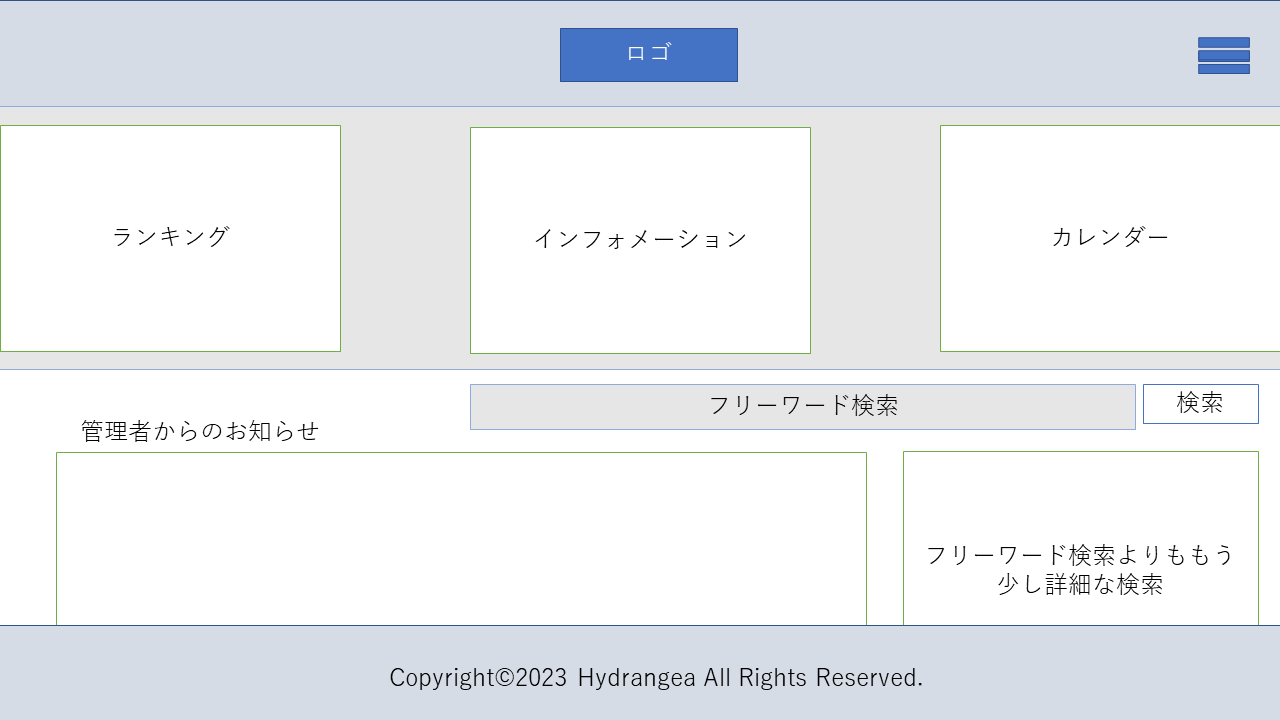 ロゴ
ランキング
インフォメーション
カレンダー
フリーワード検索
検索
管理者からのお知らせ
フリーワード検索よりももう
少し詳細な検索
Copyright©2023 Hydrangea All Rights Reserved.